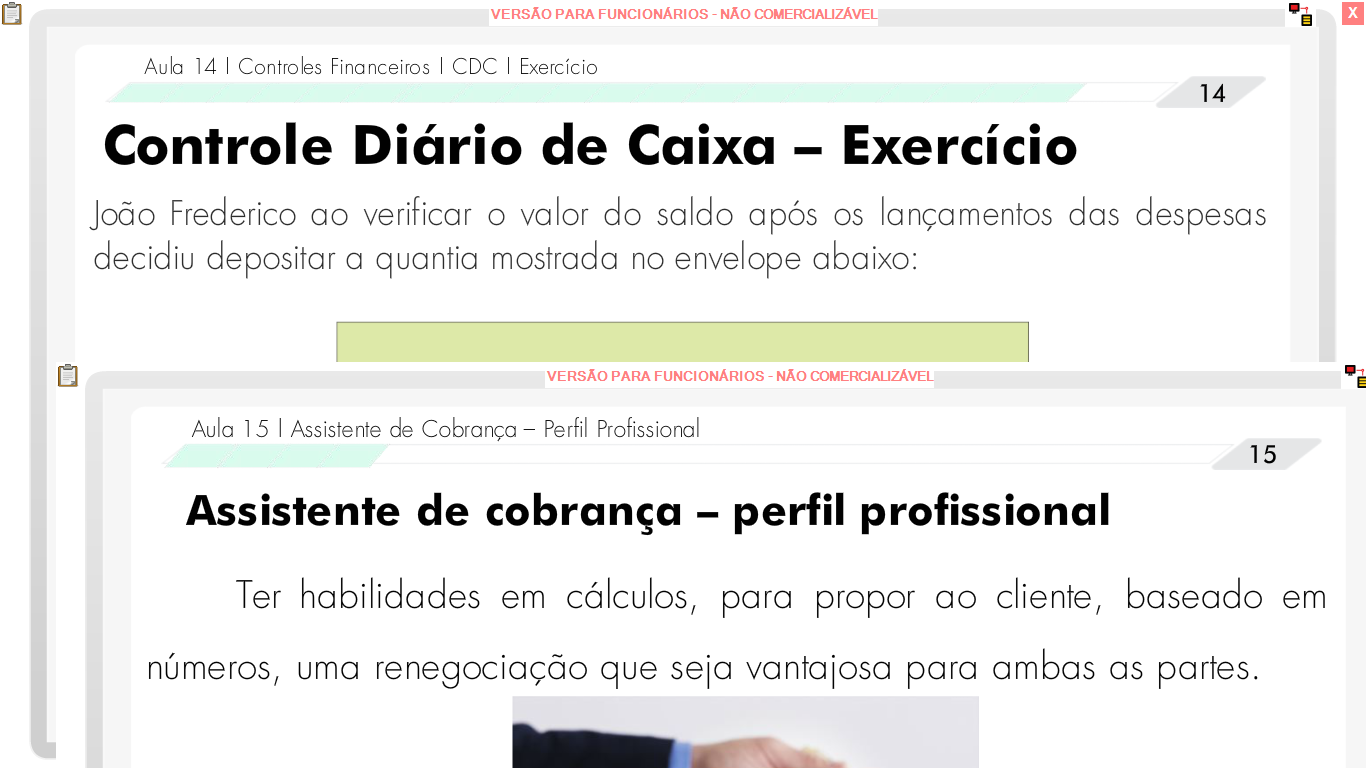 VERSÃO PARA FUNCIONÁRIOS - NÃO COMERCIALIZÁVEL
X
Aula 14 | Controles Financeiros | CDC | Exercício
14
Controle Diário de Caixa – Exercício
João Frederico ao verificar o valor do saldo após os lançamentos das despesas
decidiu depositar a quantia mostrada no envelope abaixo:
VERSÃO PARA FUNCIONÁRIOS - NÃO COMERCIALIZÁVEL
Aula 15 | Assistente de Cobrança – Perfil Profissional
15
Assistente de cobrança – perfil profissional
Ter habilidades em cálculos, para propor ao cliente, baseado em
números, uma renegociação que seja vantajosa para ambas as partes.